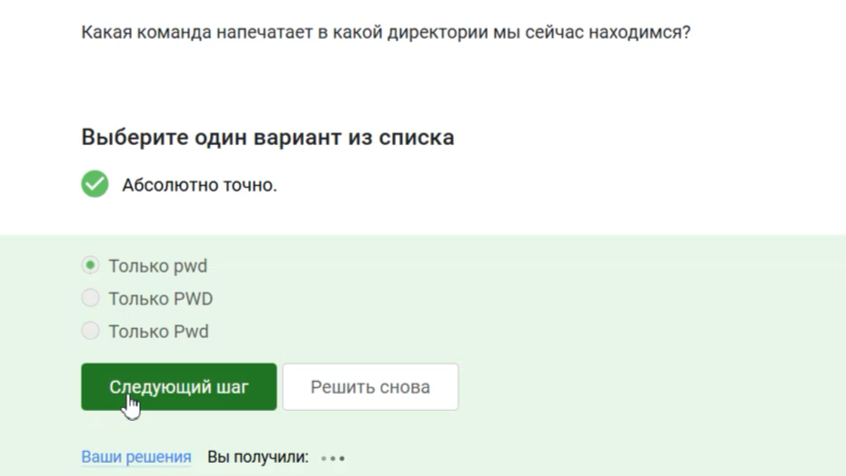 Какая команда напечатает в какой директории мы сейчас находимся?
Выберите один вариант из списка
Абсолютно точно.
Только pwd
Только PWD
Только Pwd
Следующий шаг Решить снова
Ваши решения Вы получили: